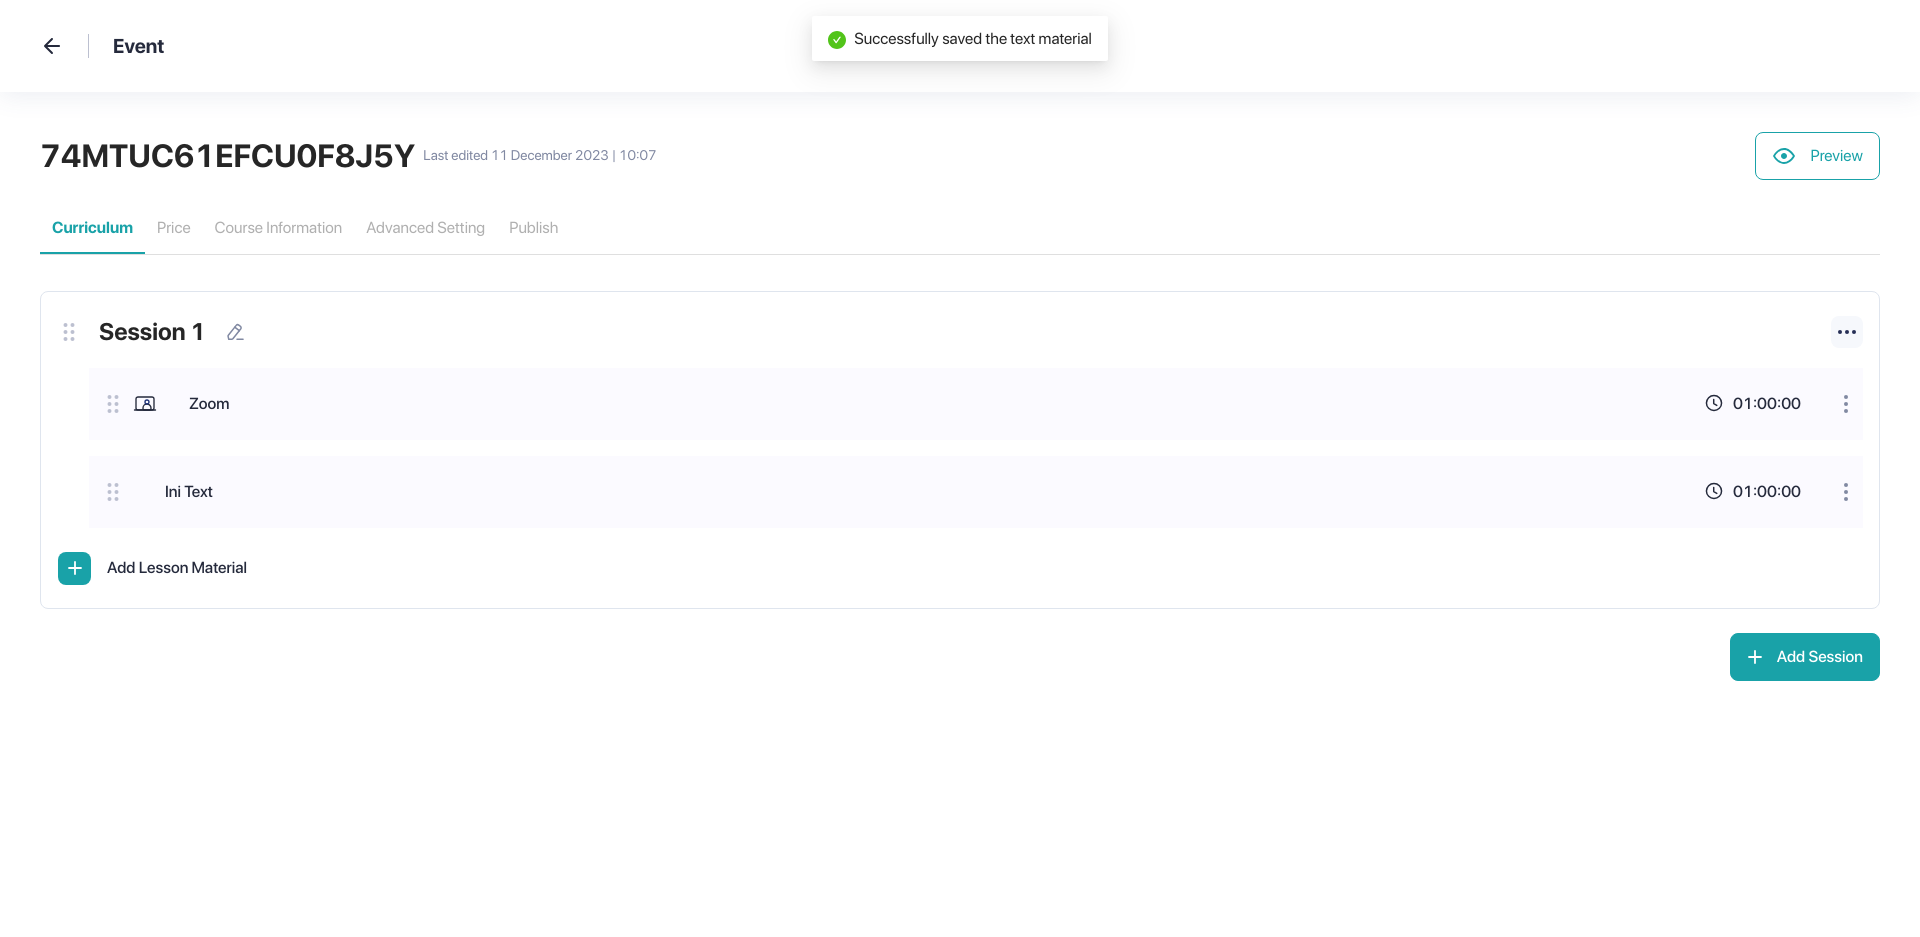 Event
Successfully saved the text material
74MTUC61EFCU0F8J5Y Last edited 11 December 2023 | 10:07
Preview
Curriculum Price Course Information Advanced Setting Publish
Session 1
Zoom 01:00:00
Ini Text 01:00:00
Add Lesson Material
Add Session